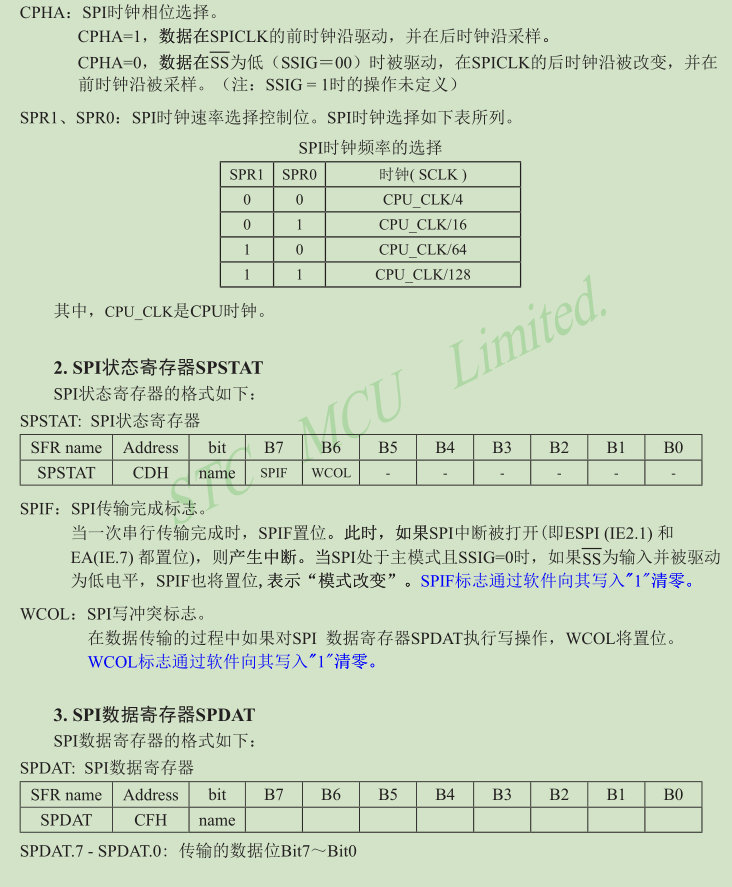 CPHA：SPI时钟相位选择。
CPHA=1，数据在SPICLK的前时钟沿驱动，并在后时钟沿采样。
CPHA=0，数据在SS为低（SSIG＝00）时被驱动，在SPICLK的后时钟沿被改变，并在
前时钟沿被采样。（注：SSIG = 1时的操作未定义）
SPR1、SPR0：SPI时钟速率选择控制位。SPI时钟选择如下表所列。
SPI时钟频率的选择
SPR1 SPR0 时钟( SCLK )
0 0 CPU_CLK/4
0 1 CPU_CLK/16
1 0 CPU_CLK/64
1 1 CPU_CLK/128
其中，CPU_CLK是CPU时钟。
2. SPI状态寄存器SPSTAT
SPI状态寄存器的格式如下：
SPSTAT: SPI状态寄存器
SFR name Address bit B7 B6 B5 B4 B3 B2 B1 B0
SPSTAT CDH name SPIF WCOL - - - - - -
SPIF：SPI传输完成标志。
当一次串行传输完成时，SPIF置位。此时，如果SPI中断被打开(即ESPI (IE2.1) 和
EA(IE.7) 都置位)，则产生中断。当SPI处于主模式且SSIG=0时，如果SS为输入并被驱动
为低电平，SPIF也将置位,表示“模式改变”。SPIF标志通过软件向其写入"1"清零。
WCOL：SPI写冲突标志。
在数据传输的过程中如果对SPI 数据寄存器SPDAT执行写操作，WCOL将置位。
WCOL标志通过软件向其写入"1"清零。
3. SPI数据寄存器SPDAT
SPI数据寄存器的格式如下：
SPDAT: SPI数据寄存器
SFR name Address bit B7 B6 B5 B4 B3 B2 B1 B0
SPDAT CFH name
SPDAT.7 - SPDAT.0: 传输的数据位Bit7～Bit0
STC MCU Limited.